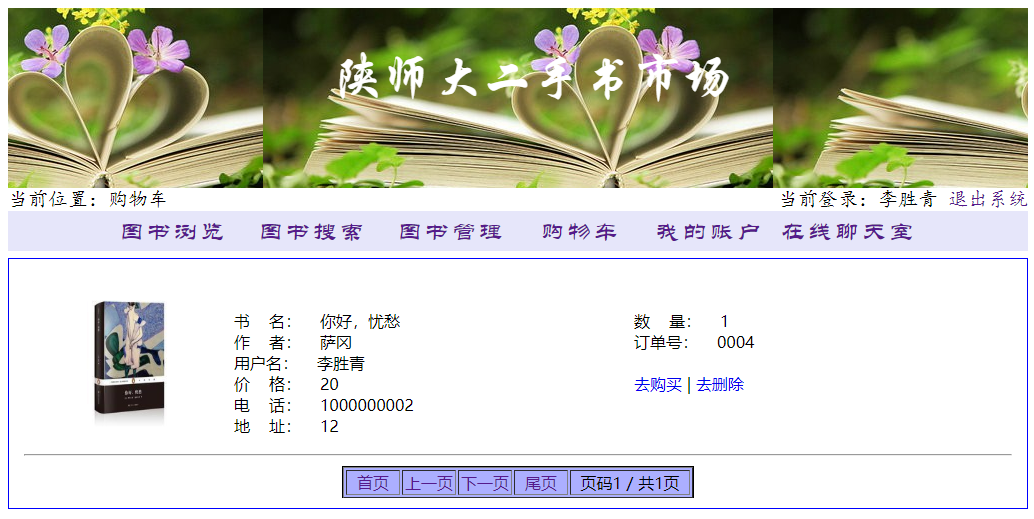 陕师大二手书市场
当前位置：购物车 当前登录：李胜青 退出系统
图书浏览 图书搜索 图书管理 购物车 我的账户 在线聊天室
书 名： 你好，忧愁 数 量： 1
作 者： 萨冈 订单号： 0004
用户名： 李胜青
价 格： 20 去购买 | 去删除
电 话： 1000000002
地 址： 12
首页 上一页 下一页 尾页 页码1 / 共1页